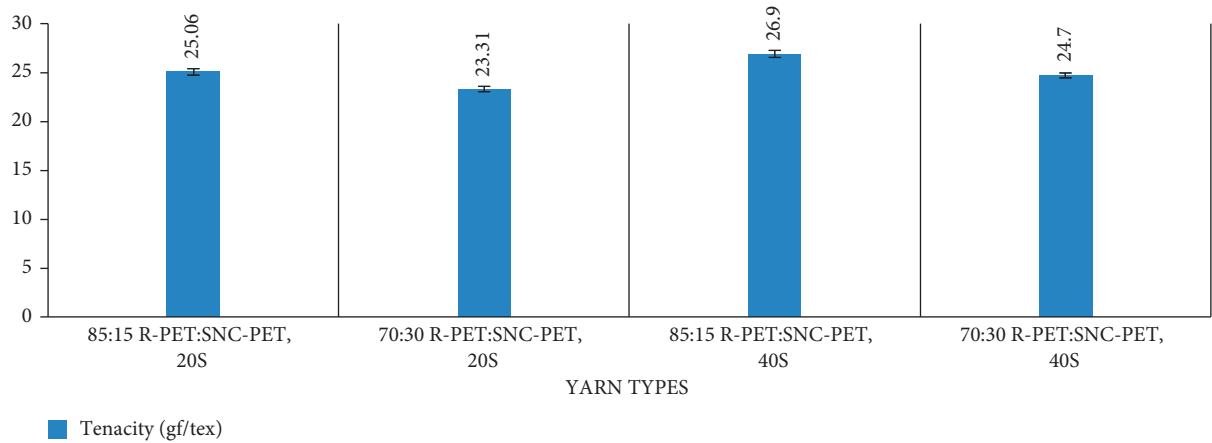 30
25
20
15
10
5
0
25.06
23.31
26.9
24.7
85:15 R-PET:SNC-PET,
20S
70:30 R-PET:SNC-PET,
20S
85:15 R-PET:SNC-PET,
40S
70:30 R-PET:SNC-PET,
40S
YARN TYPES
Tenacity (gf/tex)